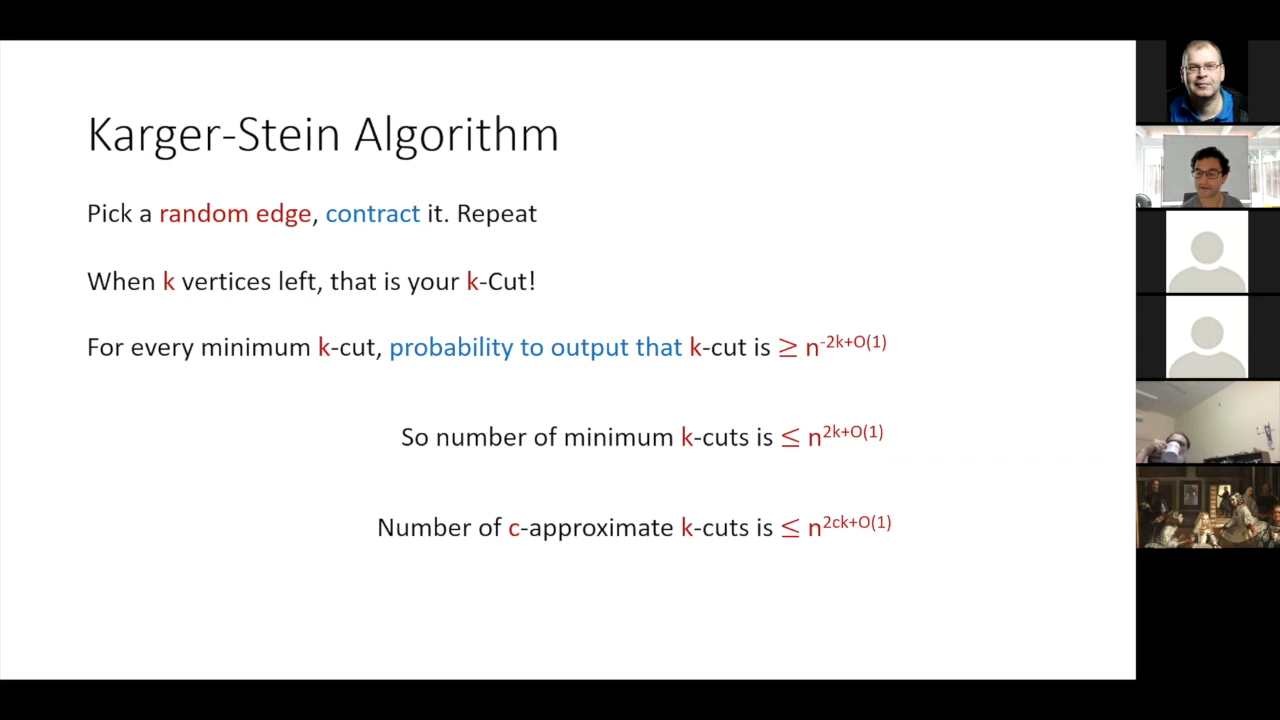 Karger-Stein Algorithm
Pick a random edge, contract it. Repeat
When k vertices left, that is your k-Cut!
For every minimum k-cut, probability to output that k-cut is ≥ n^-2k+O(1)
So number of minimum k-cuts is ≤ n^2k+O(1)
Number of c-approximate k-cuts is ≤ n^2ck+O(1)